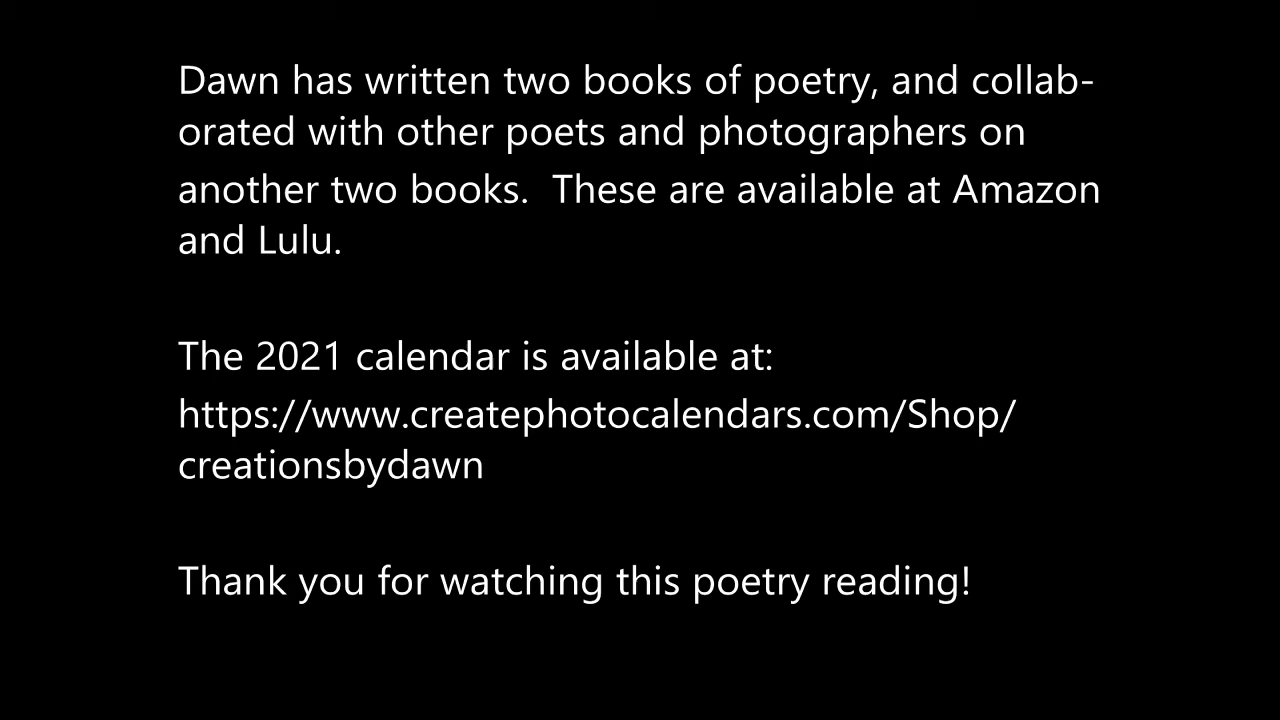 Dawn has written two books of poetry, and collab-
orated with other poets and photographers on
another two books.  These are available at Amazon
and Lulu.
The 2021 calendar is available at:
https://www.createphotocalendars.com/Shop/
creationsbydawn
Thank you for watching this poetry reading!